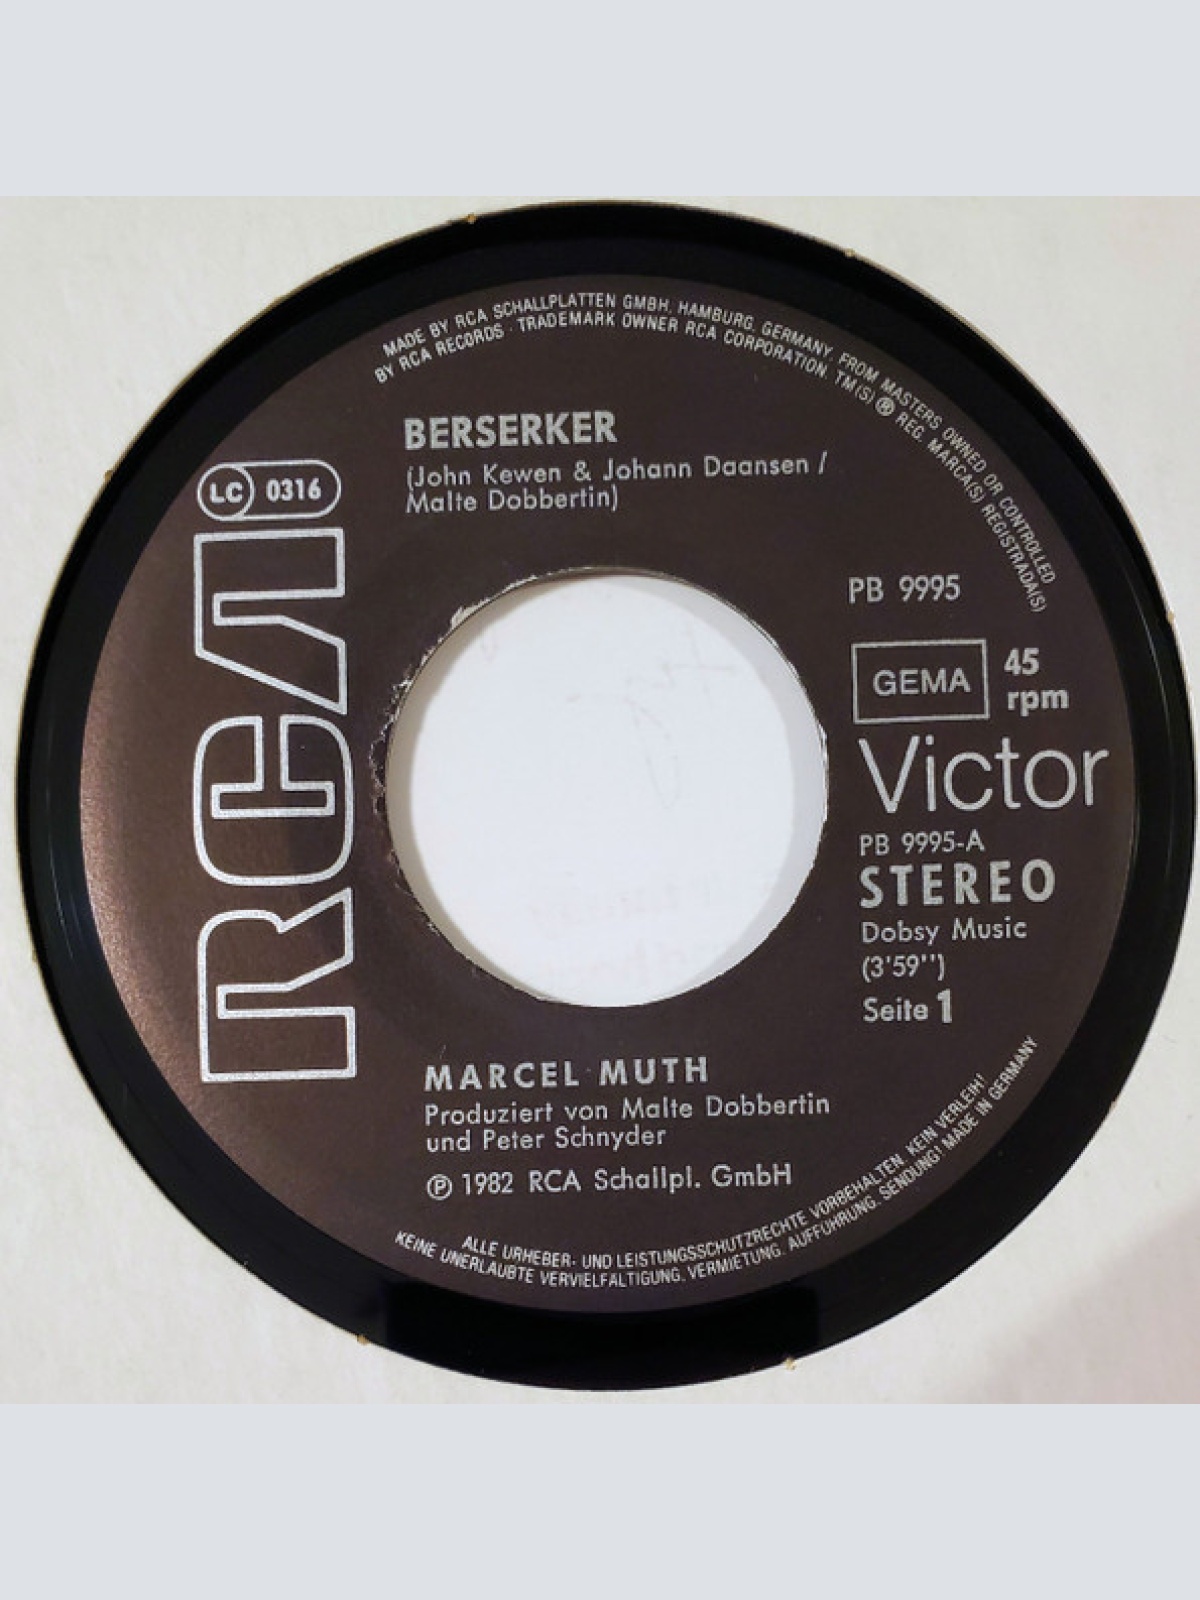 MADE BY RCA SCHALLPLATTEN GMBH, HAMBURG, GERMANY, FROM MASTERS OWNED OR CONTROLLED
BY RCA RECORDS · TRADEMARK OWNER RCA CORPORATION. TM(S) ® REG. MARCA(S) REGISTRADA(S)
BERSERKER
(John Kewen & Johann Daansen /
Malte Dobbertin)
LC 0316
RCA
PB 9995
GEMA
45
rpm
Victor
PB 9995-A
STEREO
Dobsy Music
(3'59'')
Seite 1
MARCEL MUTH
Produziert von Malte Dobbertin
und Peter Schnyder
℗ 1982 RCA Schallpl. GmbH
ALLE URHEBER- UND LEISTUNGSSCHUTZRECHTE VORBEHALTEN. KEIN VERLEIH!
KEINE UNERLAUBTE VERVIELFÄLTIGUNG, VERMIETUNG, AUFFÜHRUNG, SENDUNG! MADE IN GERMANY